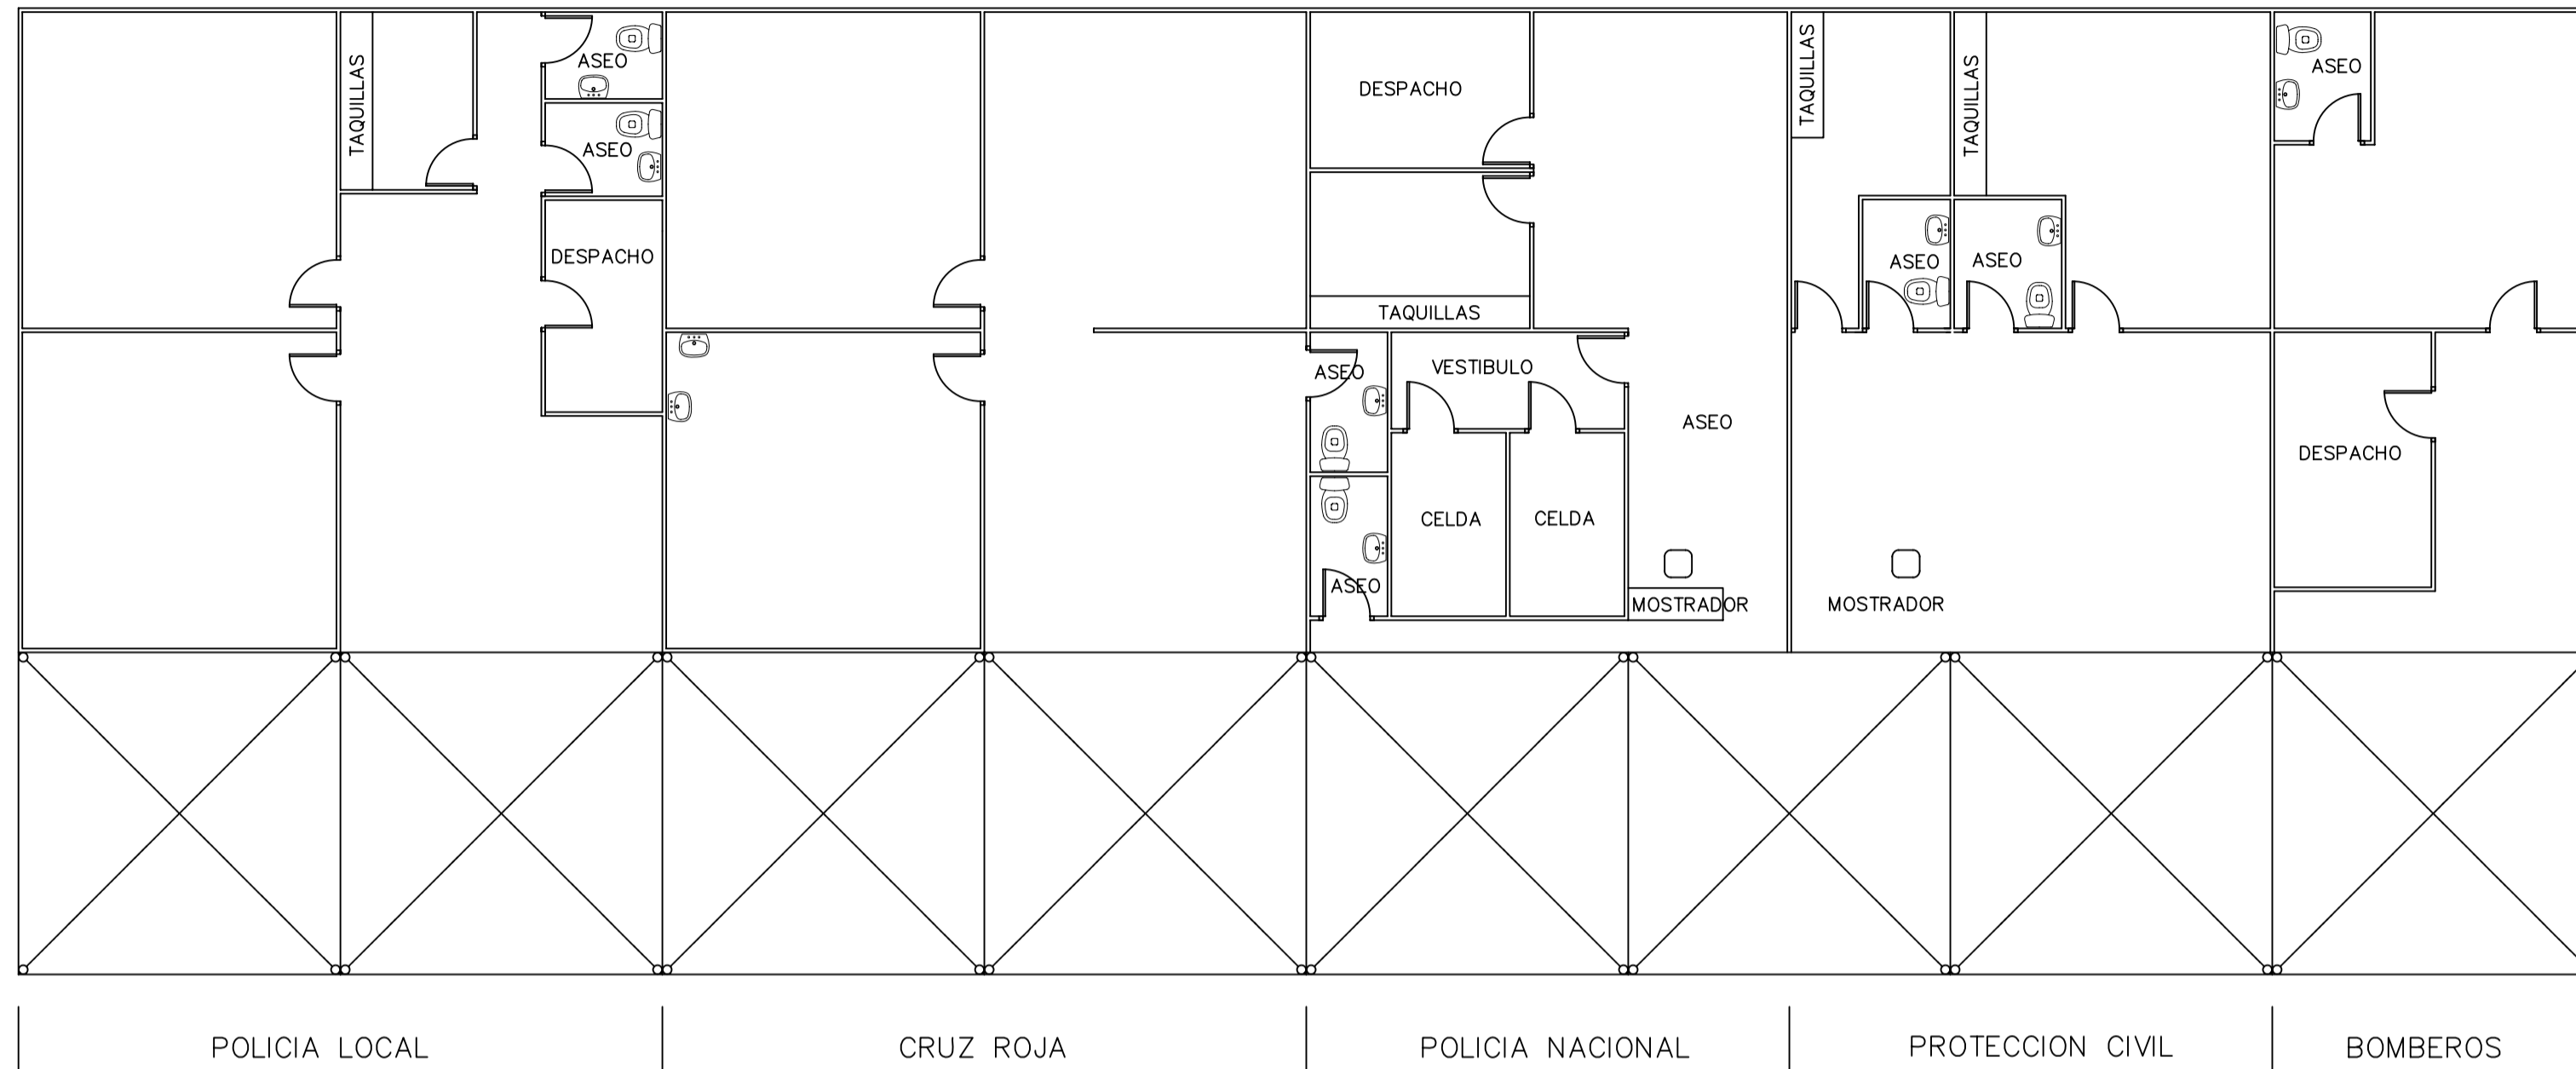 TAQUILLAS
ASEO
ASEO
DESPACHO
DESPACHO
TAQUILLAS
ASEO
VESTIBULO
CELDA
CELDA
ASEO
ASEO
MOSTRADOR
TAQUILLAS
TAQUILLAS
ASEO
ASEO
MOSTRADOR
ASEO
DESPACHO
POLICIA LOCAL
CRUZ ROJA
POLICIA NACIONAL
PROTECCION CIVIL
BOMBEROS